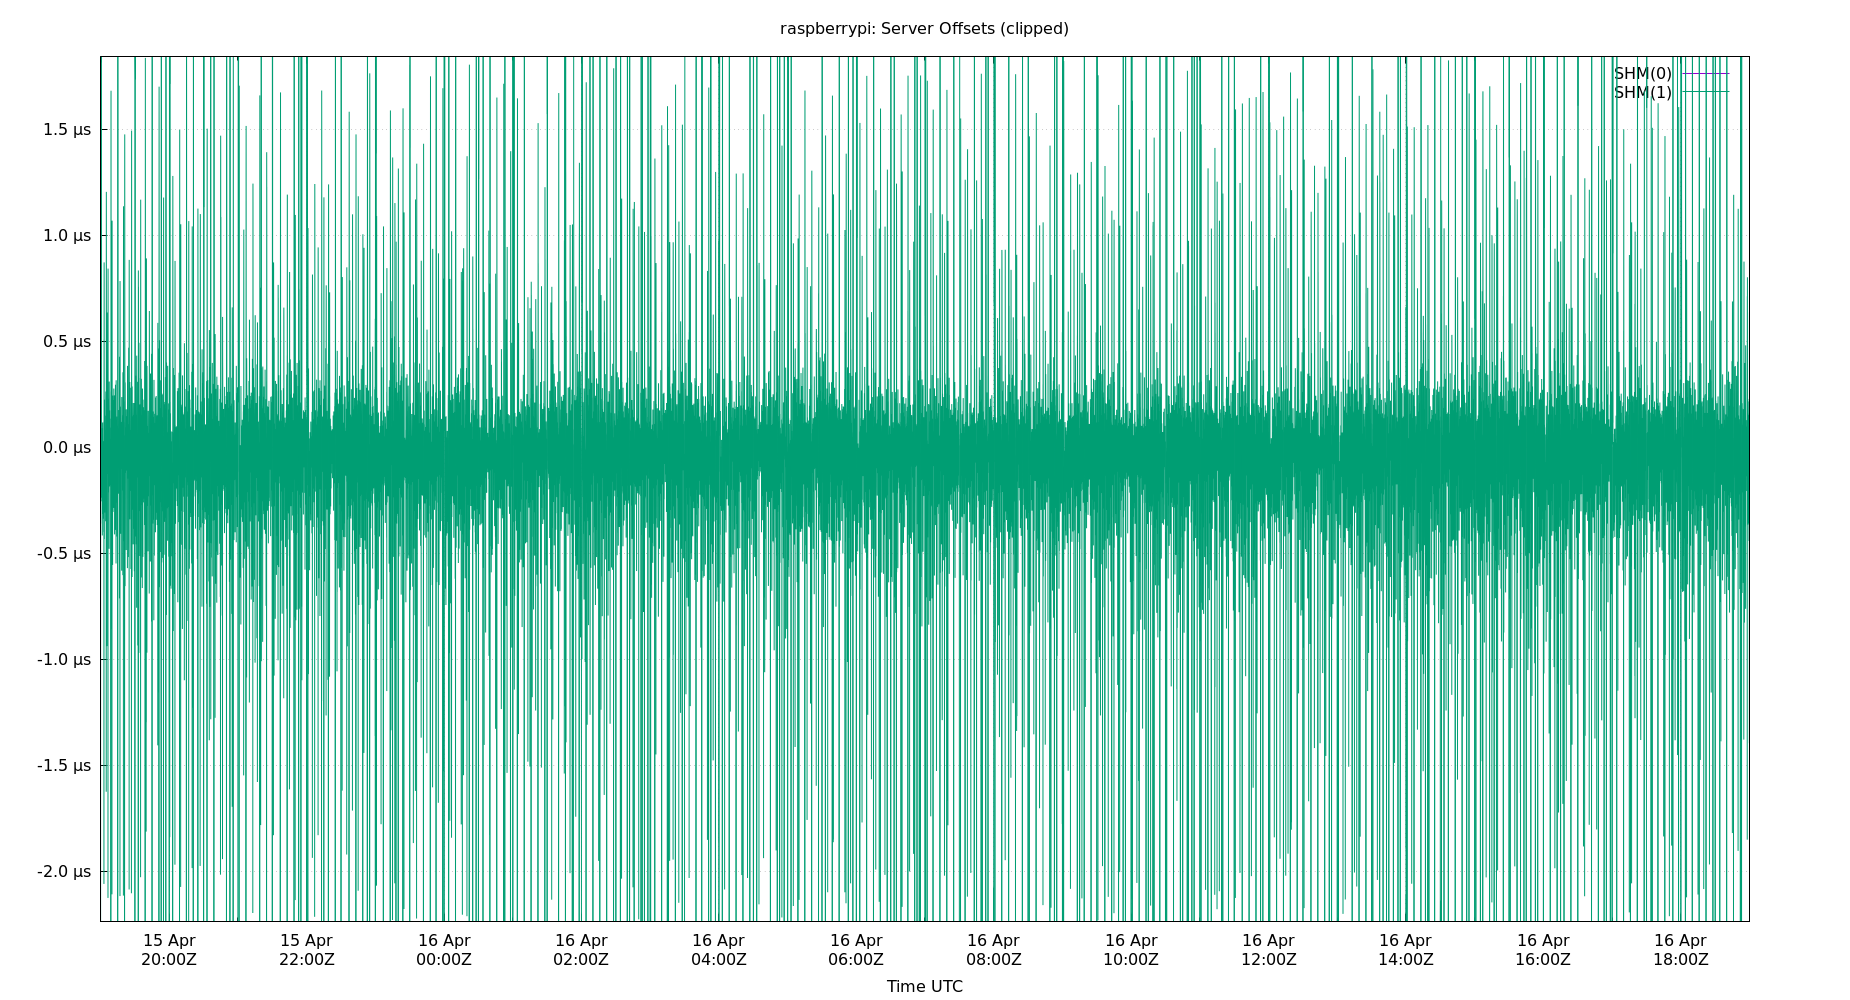 raspberrypi: Server Offsets (clipped)
SHM(0)
SHM(1)
1.5 µs
1.0 µs
0.5 µs
0.0 µs
-0.5 µs
-1.0 µs
-1.5 µs
-2.0 µs
15 Apr 15 Apr 16 Apr 16 Apr 16 Apr 16 Apr 16 Apr 16 Apr 16 Apr 16 Apr 16 Apr 16 Apr
20:00Z 22:00Z 00:00Z 02:00Z 04:00Z 06:00Z 08:00Z 10:00Z 12:00Z 14:00Z 16:00Z 18:00Z
Time UTC